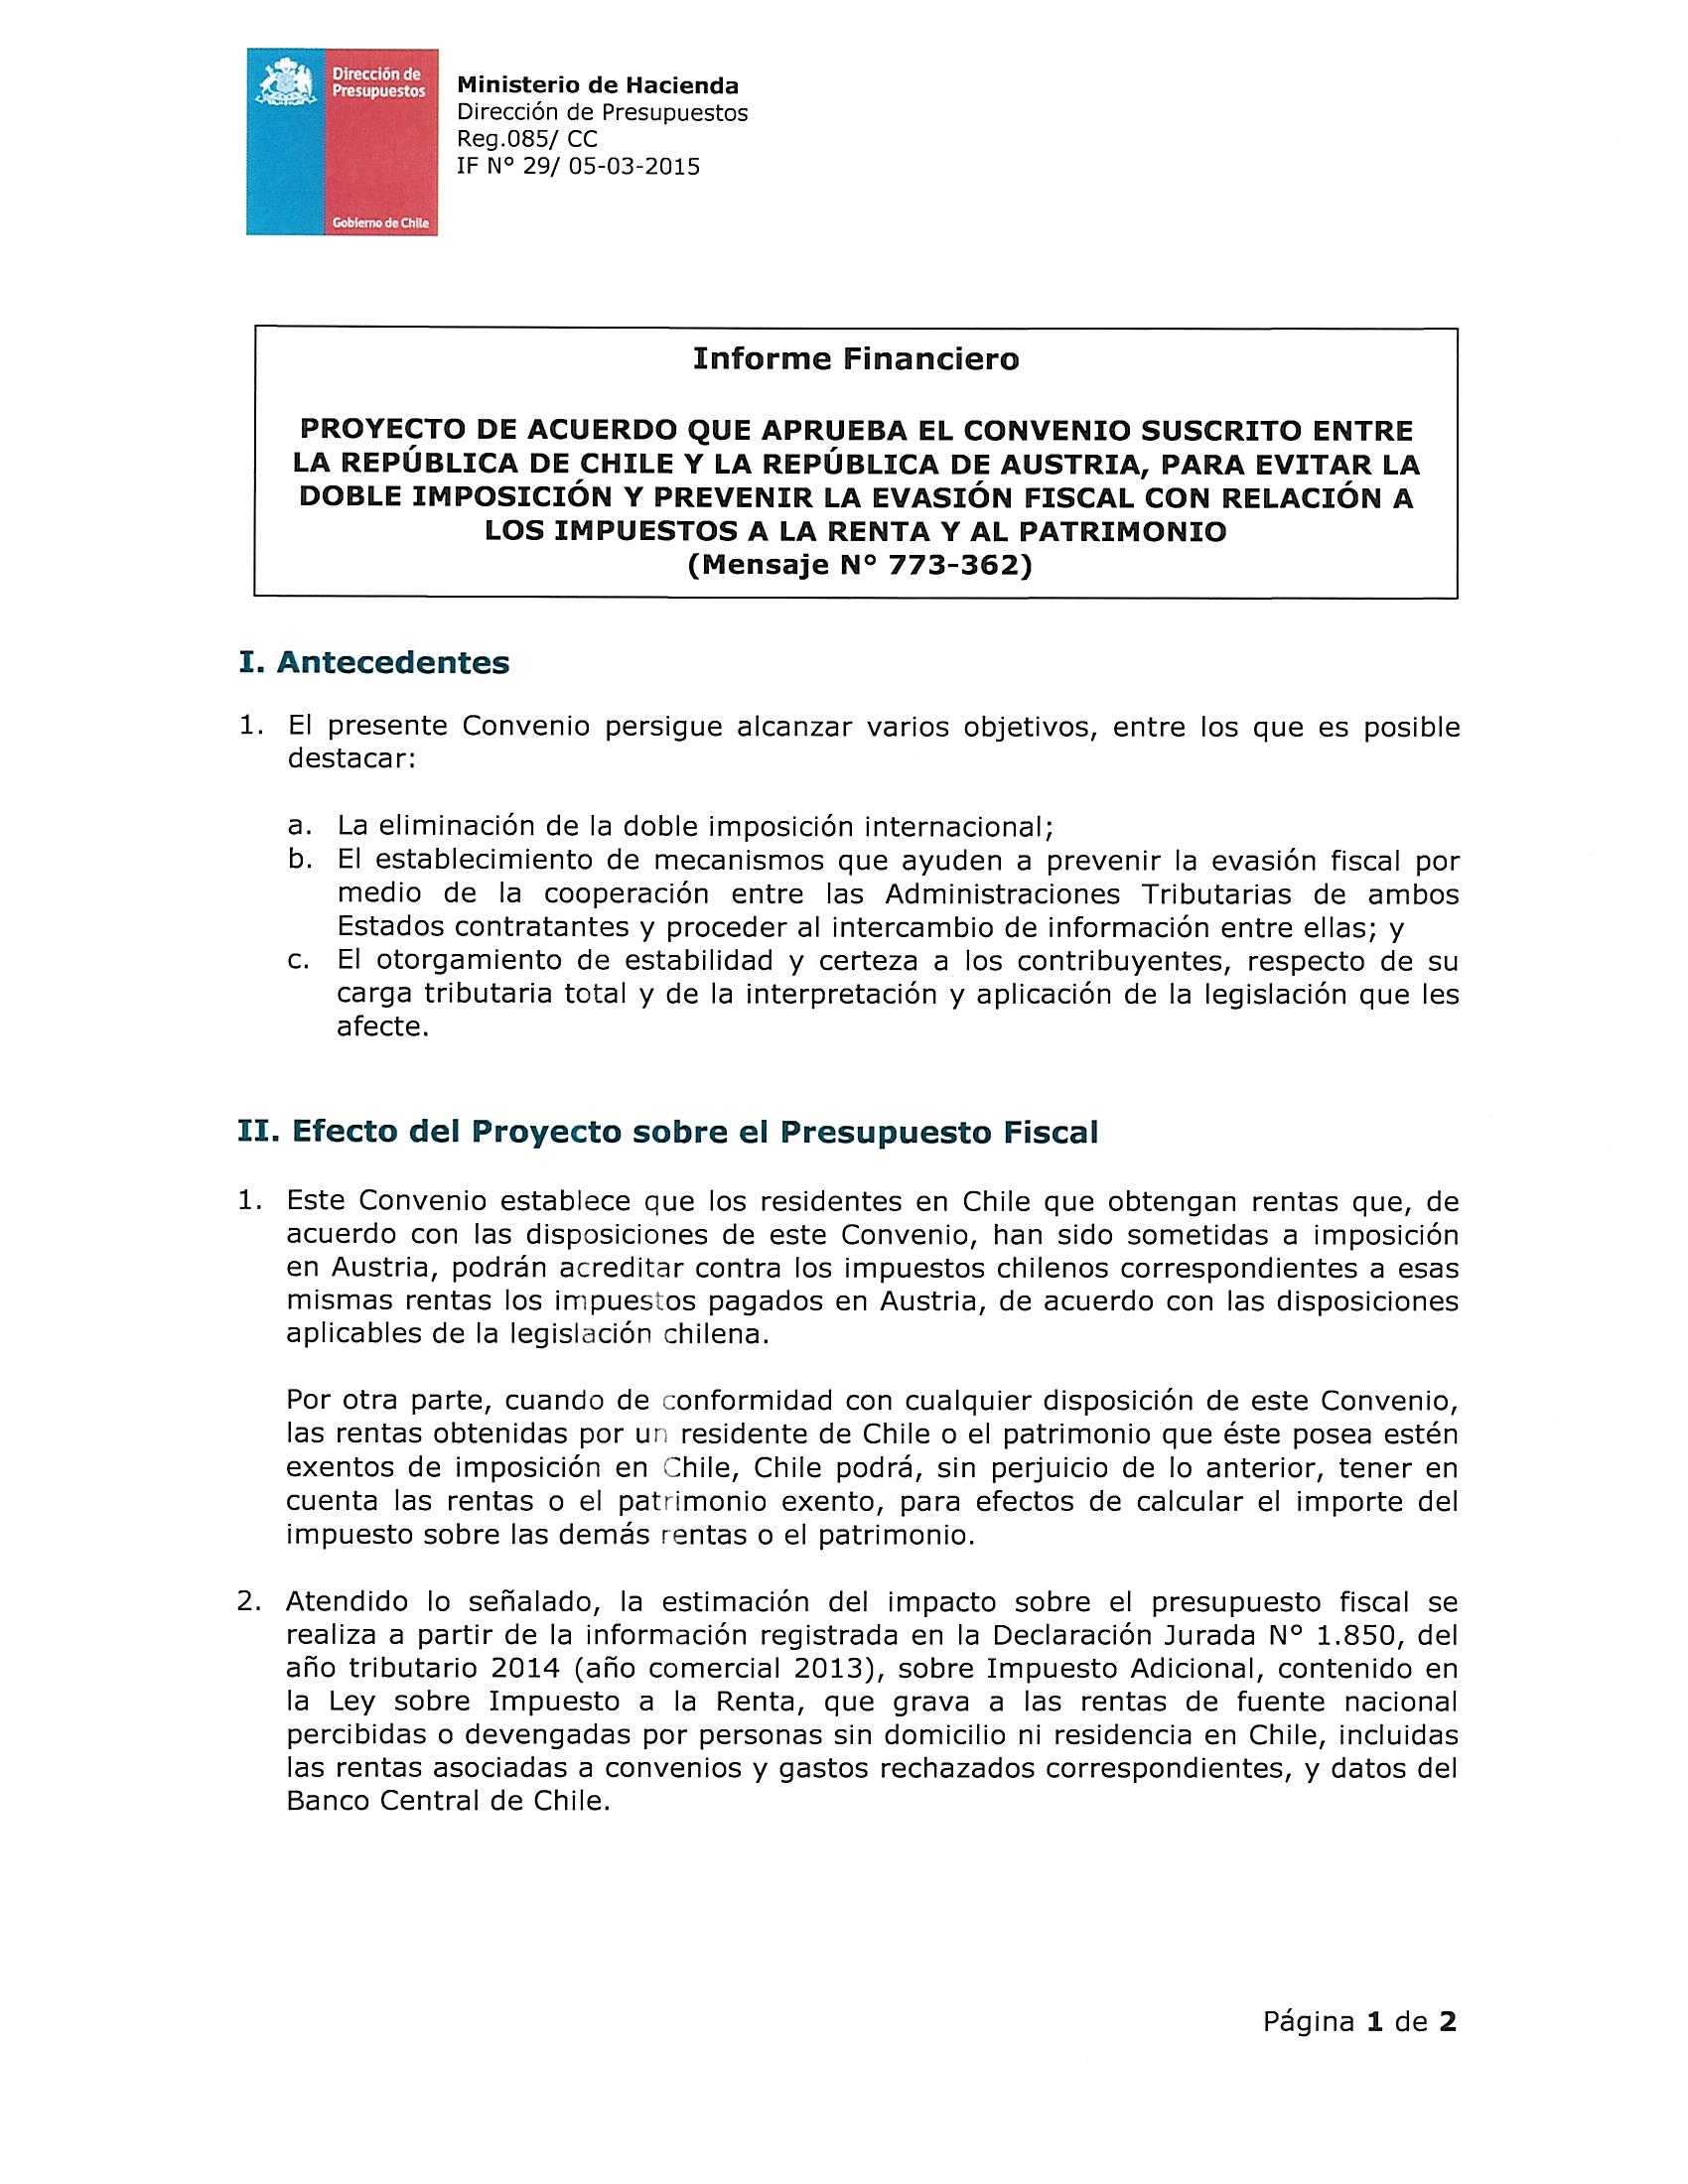 Dirección de
Presupuestos
Gobierno de Chile
Ministerio de Hacienda
Dirección de Presupuestos
Reg.085/ CC
IF N° 29/ 05-03-2015
Informe Financiero
PROYECTO DE ACUERDO QUE APRUEBA EL CONVENIO SUSCRITO ENTRE
LA REPÚBLICA DE CHILE Y LA REPÚBLICA DE AUSTRIA, PARA EVITAR LA
DOBLE IMPOSICIÓN Y PREVENIR LA EVASIÓN FISCAL CON RELACIÓN A
LOS IMPUESTOS A LA RENTA Y AL PATRIMONIO
(Mensaje N° 773-362)
I. Antecedentes
1. El presente Convenio persigue alcanzar varios objetivos, entre los que es posible
destacar:
a. La eliminación de la doble imposición internacional;
b. El establecimiento de mecanismos que ayuden a prevenir la evasión fiscal por
medio de la cooperación entre las Administraciones Tributarias de ambos
Estados contratantes y proceder al intercambio de información entre ellas; y
c. El otorgamiento de estabilidad y certeza a los contribuyentes, respecto de su
carga tributaria total y de la interpretación y aplicación de la legislación que les
afecte.
II. Efecto del Proyecto sobre el Presupuesto Fiscal
1. Este Convenio establece que los residentes en Chile que obtengan rentas que, de
acuerdo con las disposiciones de este Convenio, han sido sometidas a imposición
en Austria, podrán acreditar contra los impuestos chilenos correspondientes a esas
mismas rentas los impuestos pagados en Austria, de acuerdo con las disposiciones
aplicables de la legislación chilena.
Por otra parte, cuando de conformidad con cualquier disposición de este Convenio,
las rentas obtenidas por un residente de Chile o el patrimonio que éste posea estén
exentos de imposición en Chile, Chile podrá, sin perjuicio de lo anterior, tener en
cuenta las rentas o el patrimonio exento, para efectos de calcular el importe del
impuesto sobre las demás rentas o el patrimonio.
2. Atendido lo señalado, la estimación del impacto sobre el presupuesto fiscal se
realiza a partir de la información registrada en la Declaración Jurada N° 1.850, del
año tributario 2014 (año comercial 2013), sobre Impuesto Adicional, contenido en
la Ley sobre Impuesto a la Renta, que grava a las rentas de fuente nacional
percibidas o devengadas por personas sin domicilio ni residencia en Chile, incluidas
las rentas asociadas a convenios y gastos rechazados correspondientes, y datos del
Banco Central de Chile.
Página 1 de 2